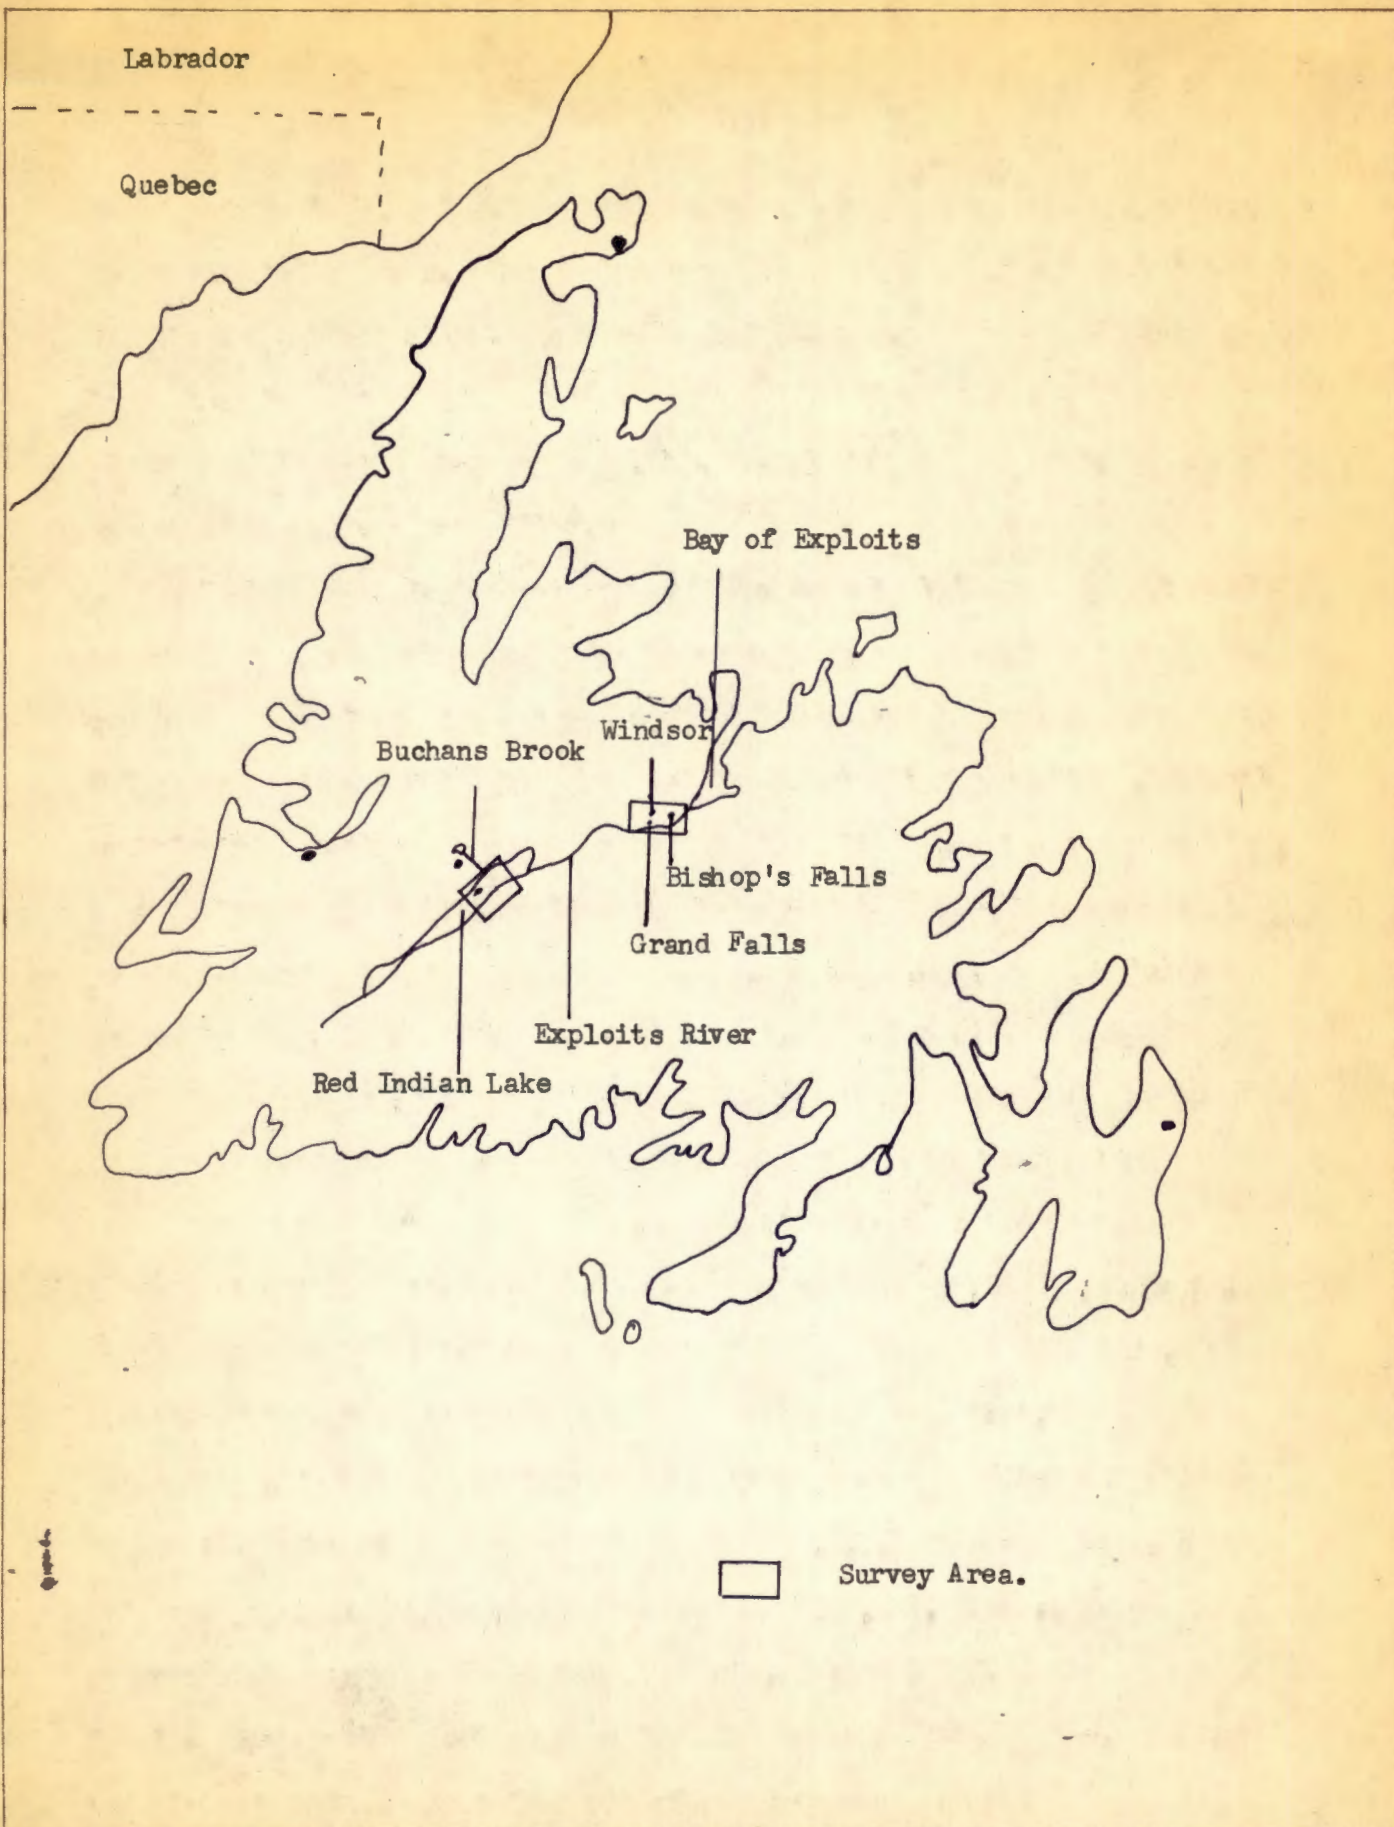 Labrador
Quebec
Bay of Exploits
Windsor
Buchans Brook
Bishop's Falls
Grand Falls
Exploits River
Red Indian Lake
Survey Area.